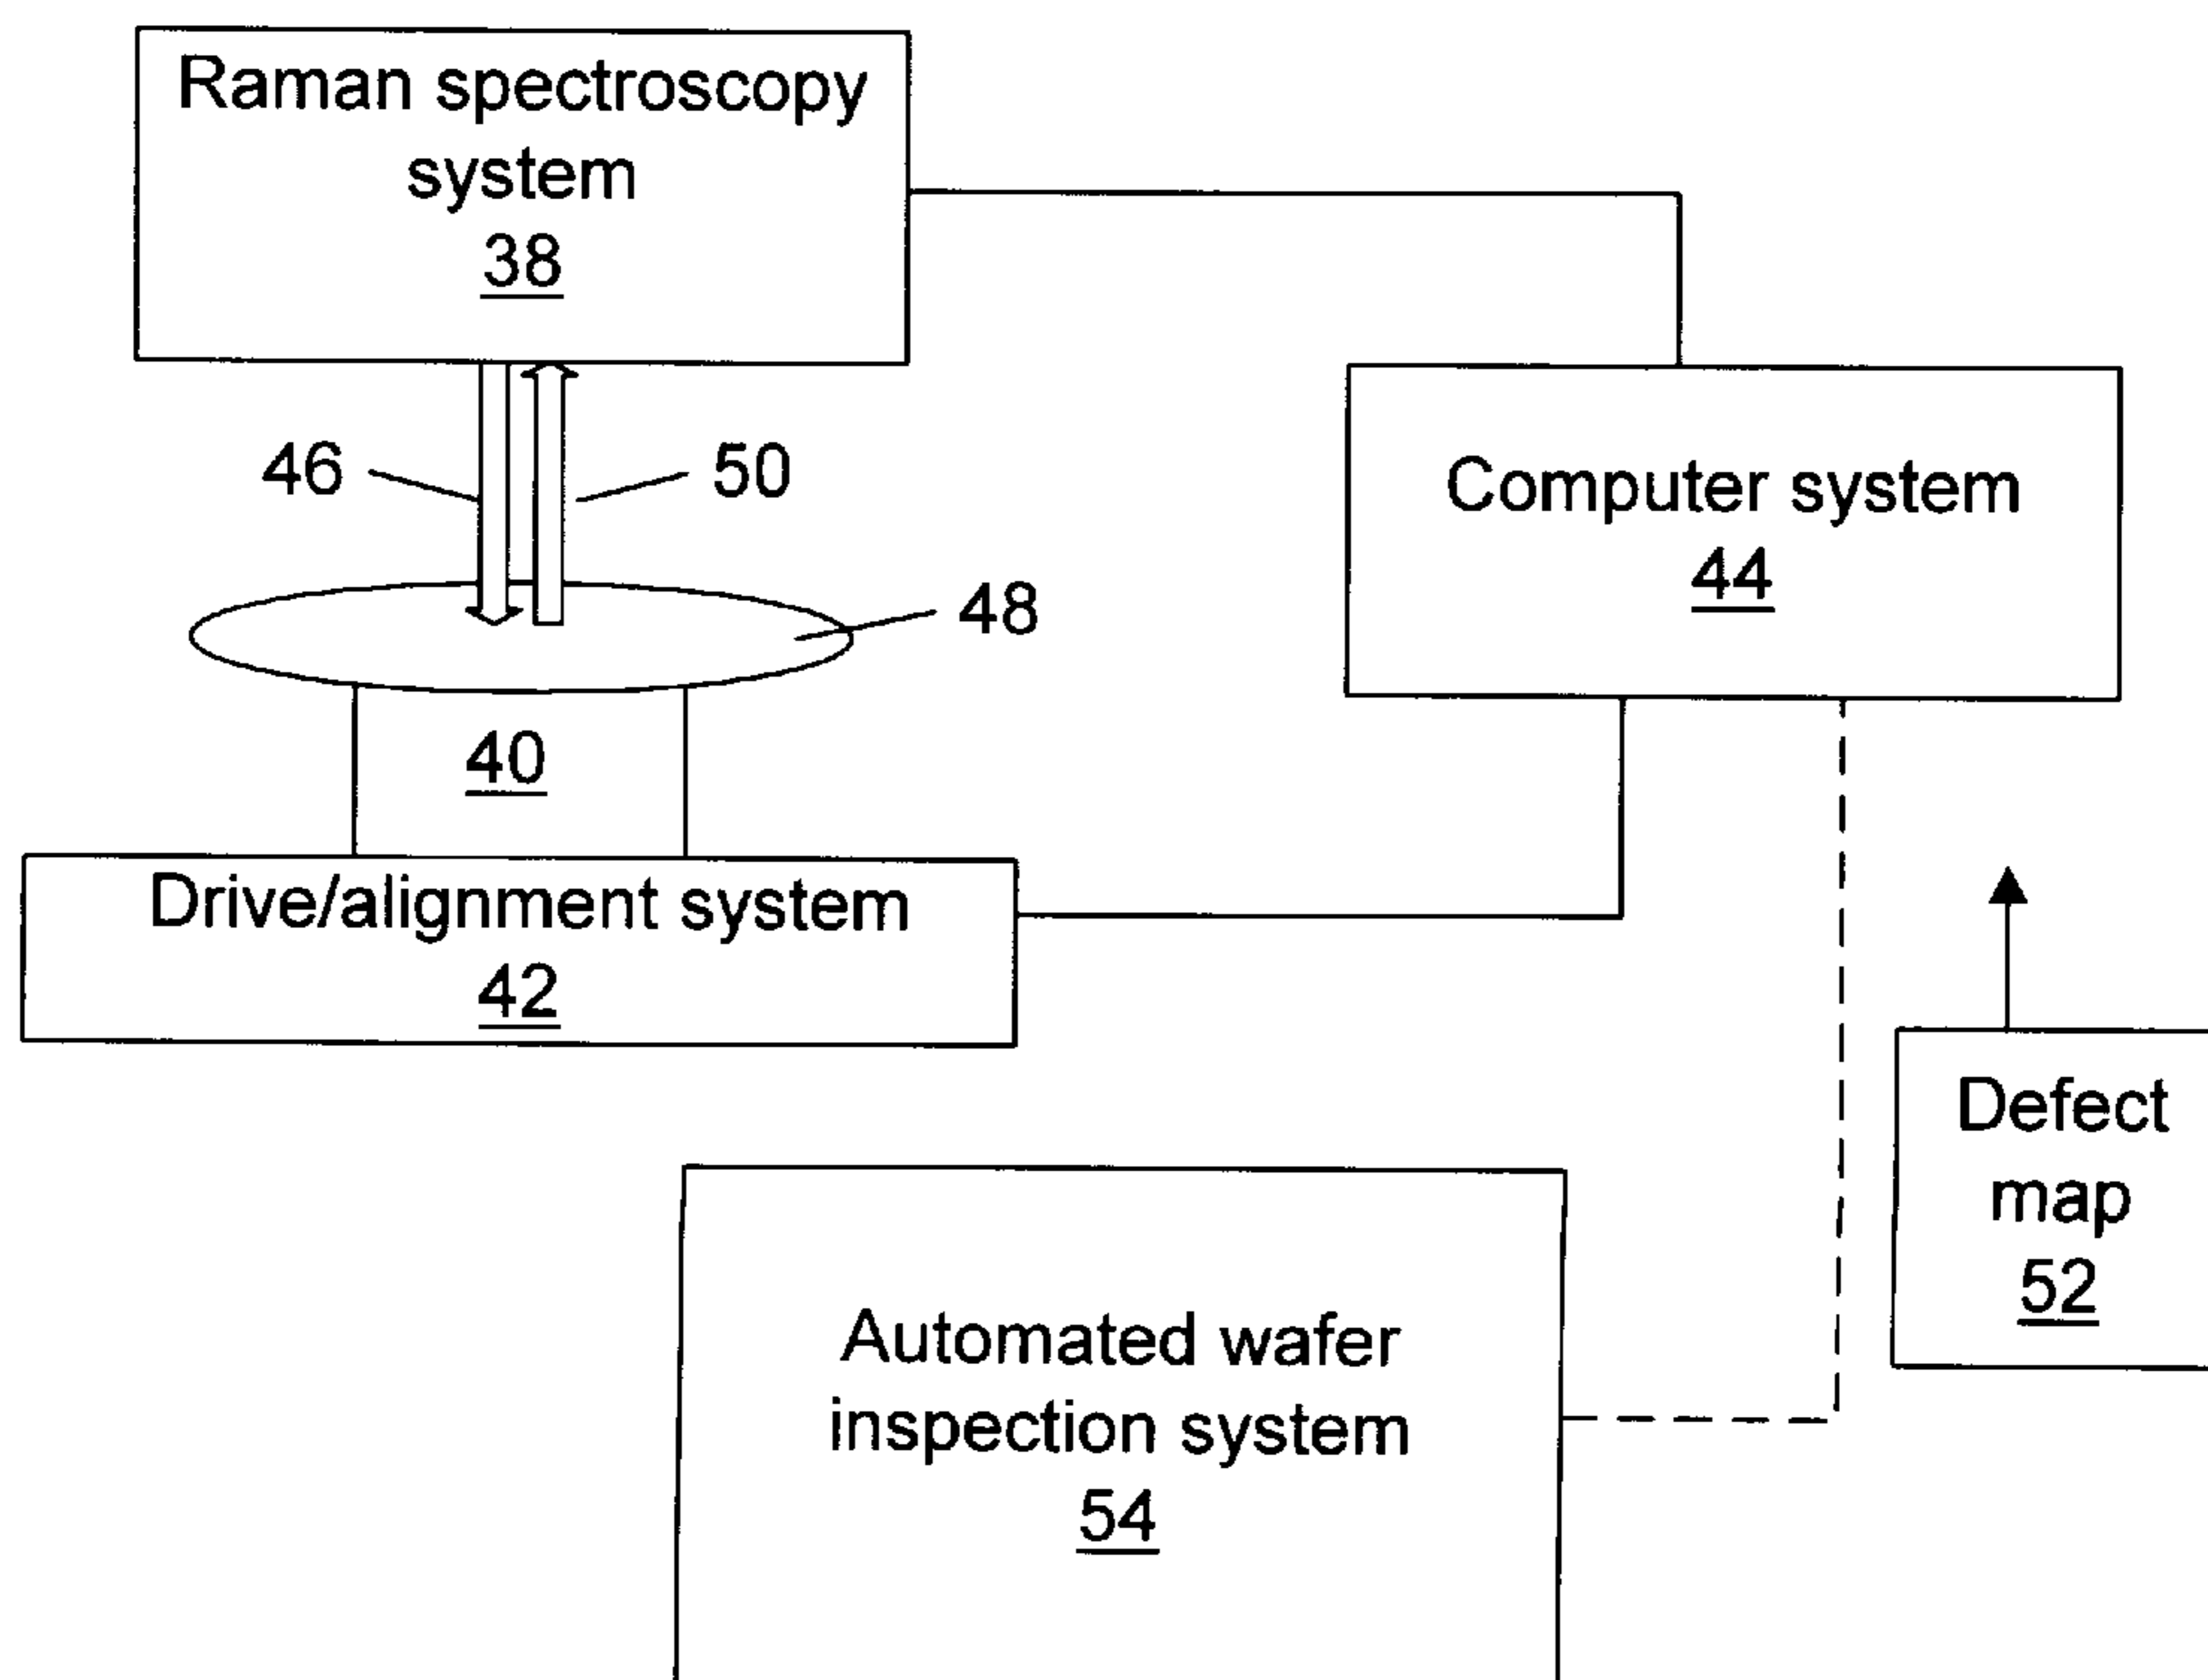 Raman spectroscopy
system
38
46
50
48
Computer system
44
40
Drive/alignment system
42
Defect
map
52
Automated wafer
inspection system
54